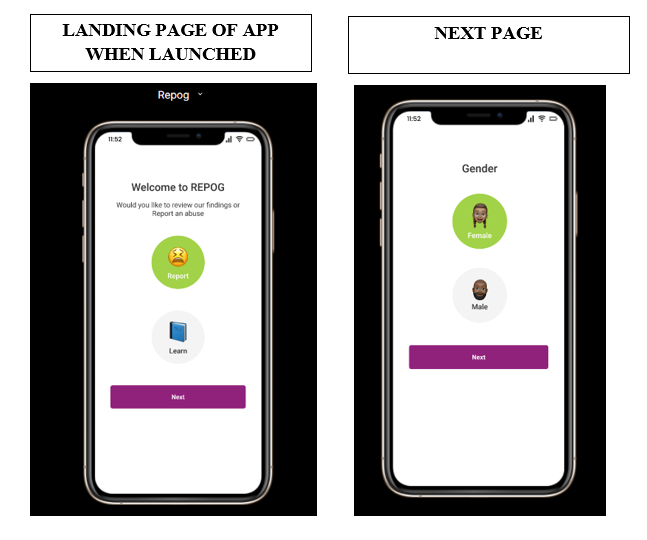 LANDING PAGE OF APP
WHEN LAUNCHED
Repog
11:52
Welcome to REPOG
Would you like to review our findings or
Report an abuse
Report
Learn
Next
NEXT PAGE
11:52
Gender
Female
Male
Next